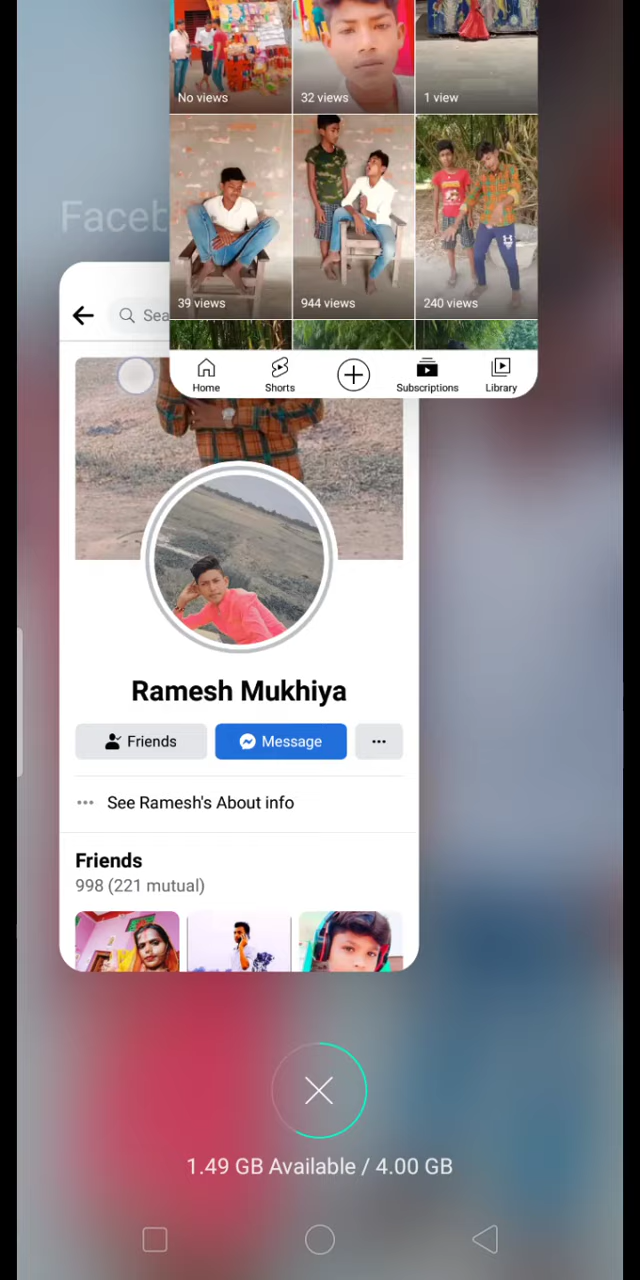 No views
32 views
1 view
39 views
944 views
240 views
Home
Shorts
Subscriptions
Library
Ramesh Mukhiya
Friends
Message
See Ramesh's About info
Friends
998 (221 mutual)
1.49 GB Available / 4.00 GB